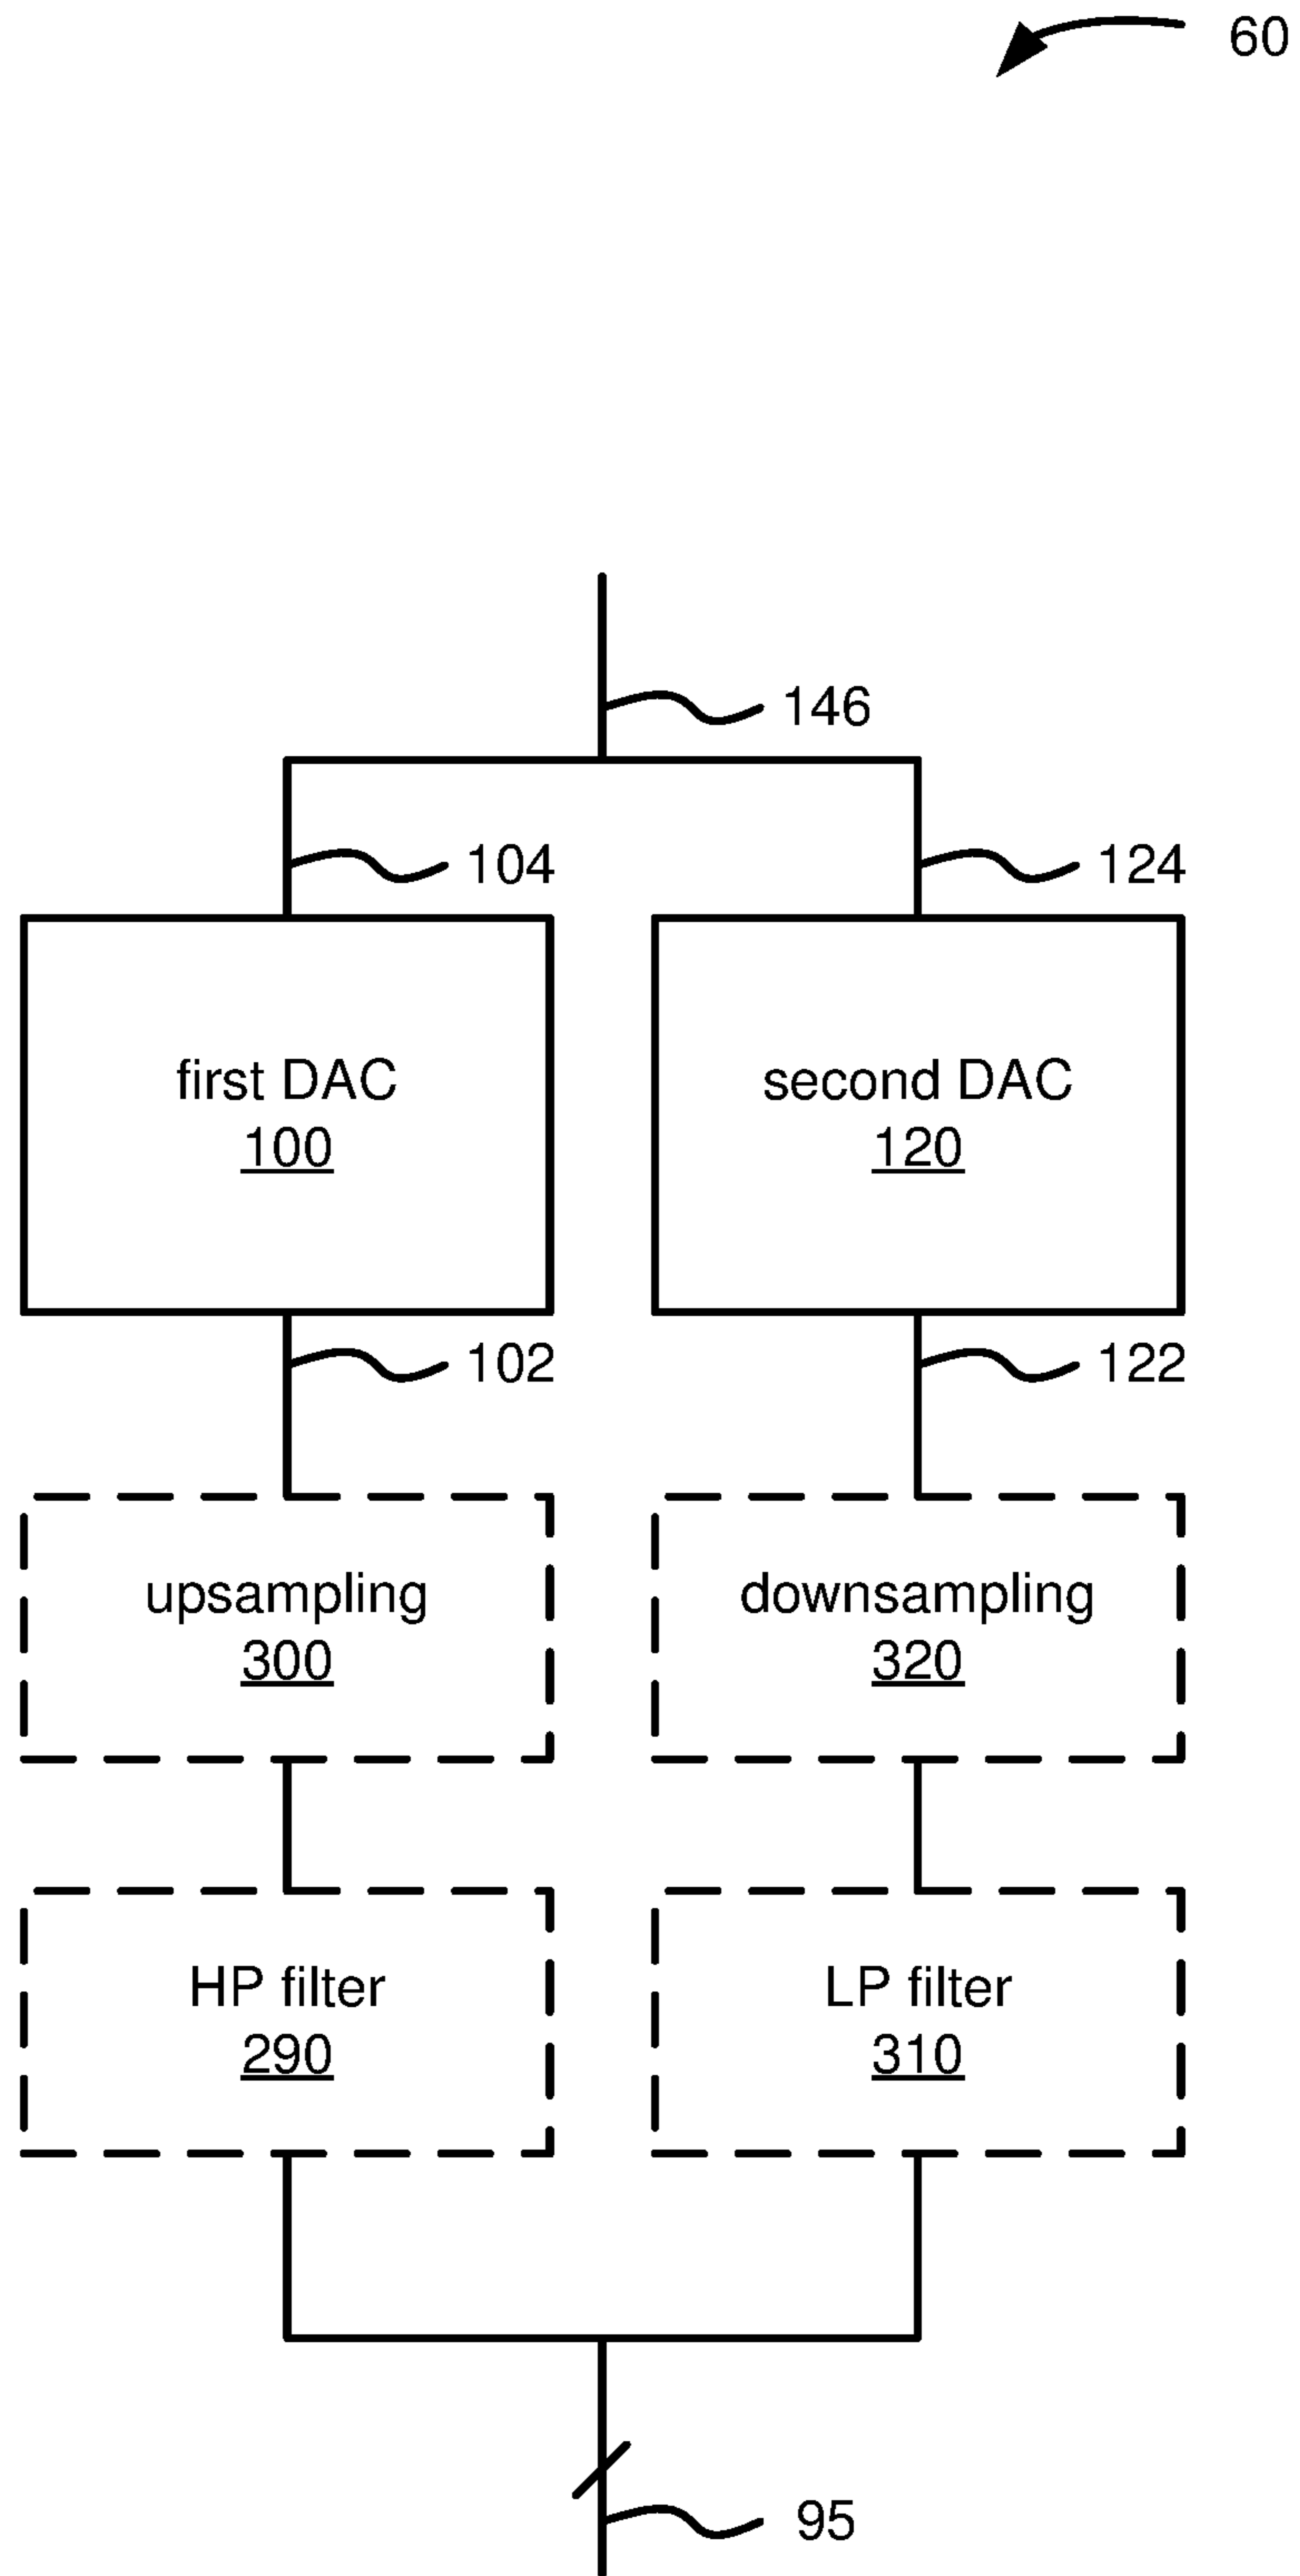 60
146
104
124
first DAC
100
second DAC
120
102
122
upsampling
300
downsampling
320
HP filter
290
LP filter
310
95